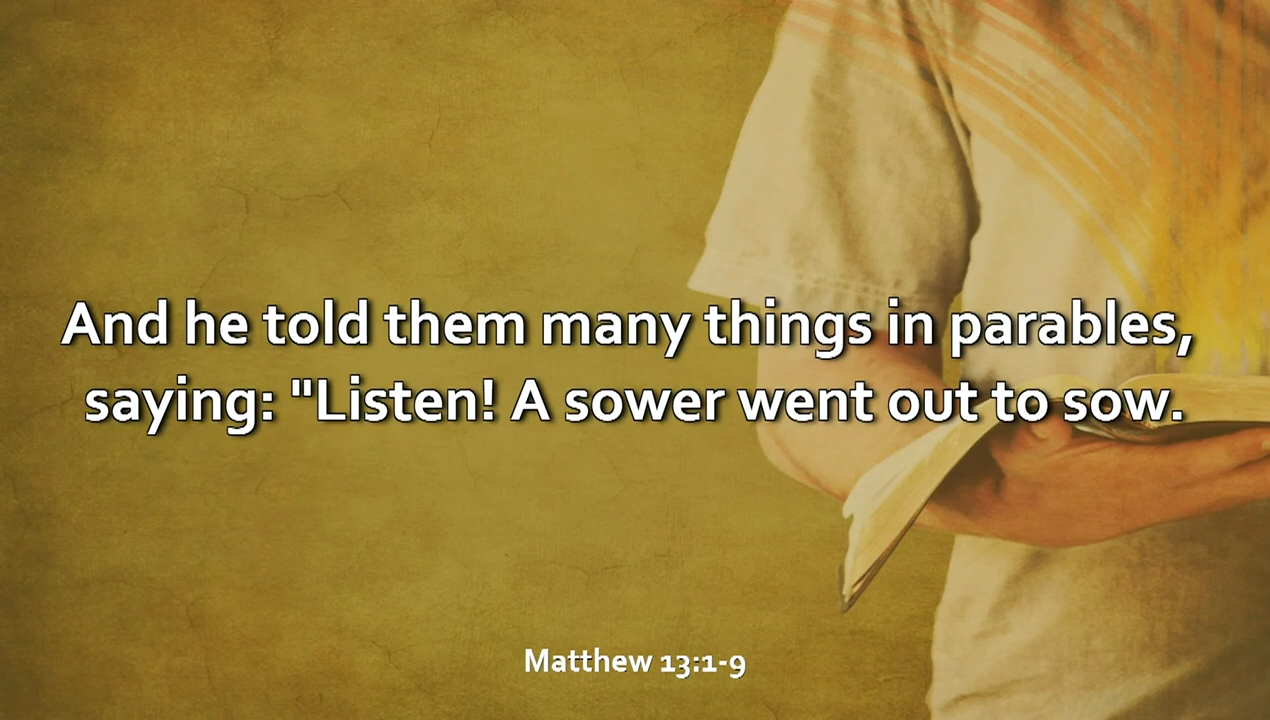 And he told them many things in parables,
saying: "Listen! A sower went out to sow.
Matthew 13:1-9